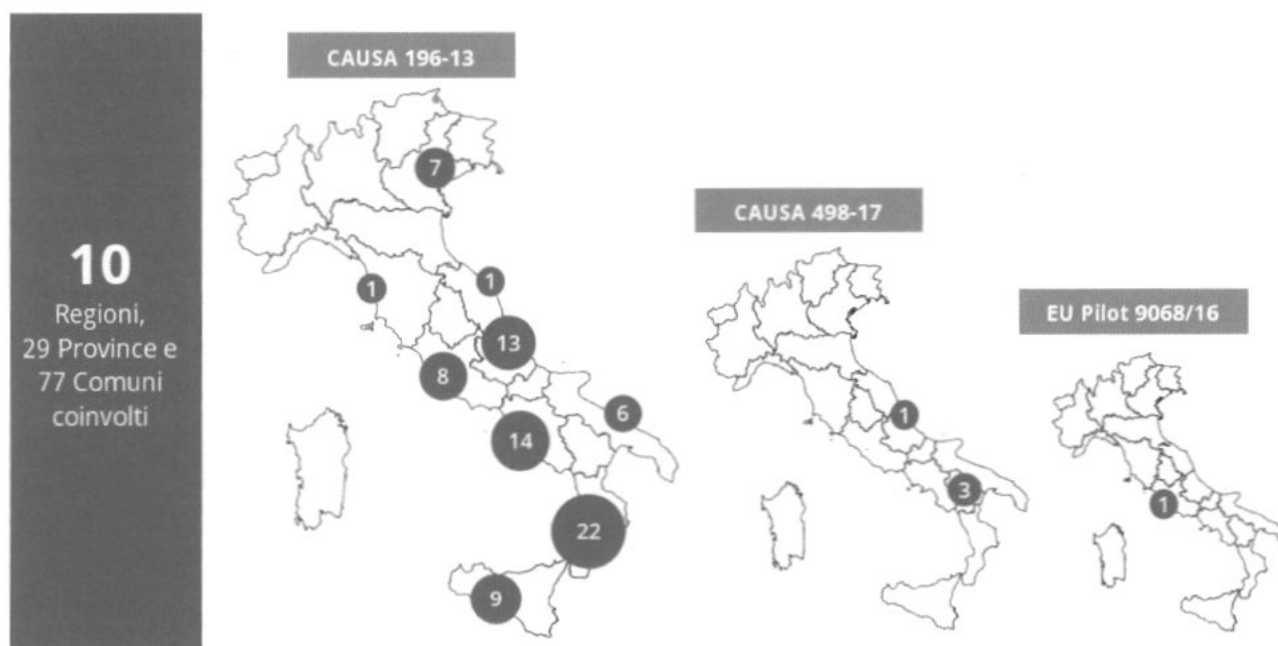 10
Regioni,
29 Province e
77 Comuni
coinvolti
CAUSA 196-13
7
1
1
13
8
6
14
22
9
CAUSA 498-17
1
3
EU Pilot 9068/16
1